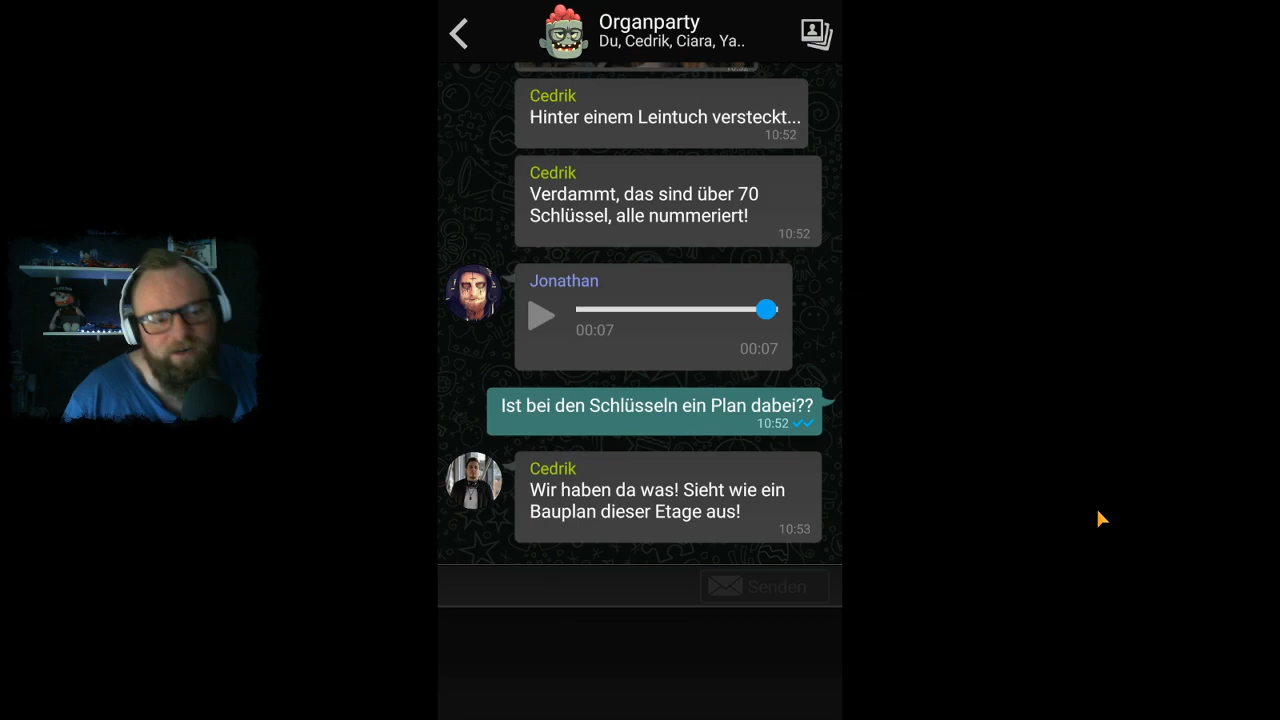 Organparty
Du, Cedrik, Ciara, Ya..
Cedrik
Hinter einem Leintuch versteckt...
10:52
Cedrik
Verdammt, das sind über 70
Schlüssel, alle nummeriert!
10:52
Jonathan
00:07
00:07
Ist bei den Schlüsseln ein Plan dabei??
10:52
Cedrik
Wir haben da was! Sieht wie ein
Bauplan dieser Etage aus!
10:53
Senden